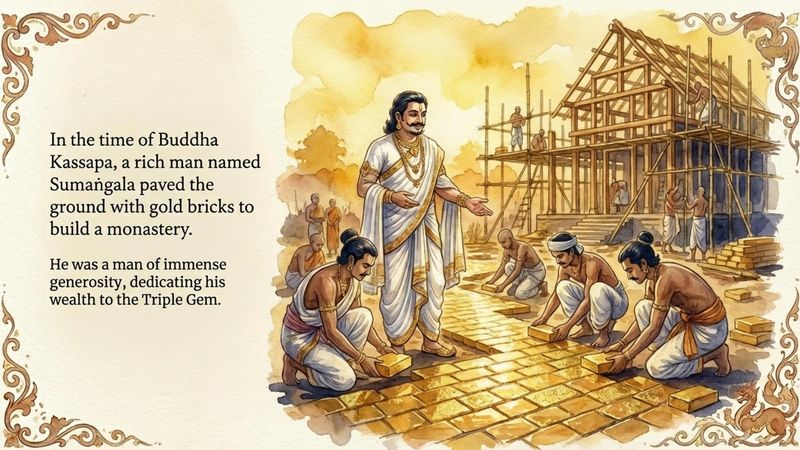 In the time of Buddha
Kassapa, a rich man named
Sumaṅgala paved the
ground with gold bricks to
build a monastery.
He was a man of immense
generosity, dedicating his
wealth to the Triple Gem.